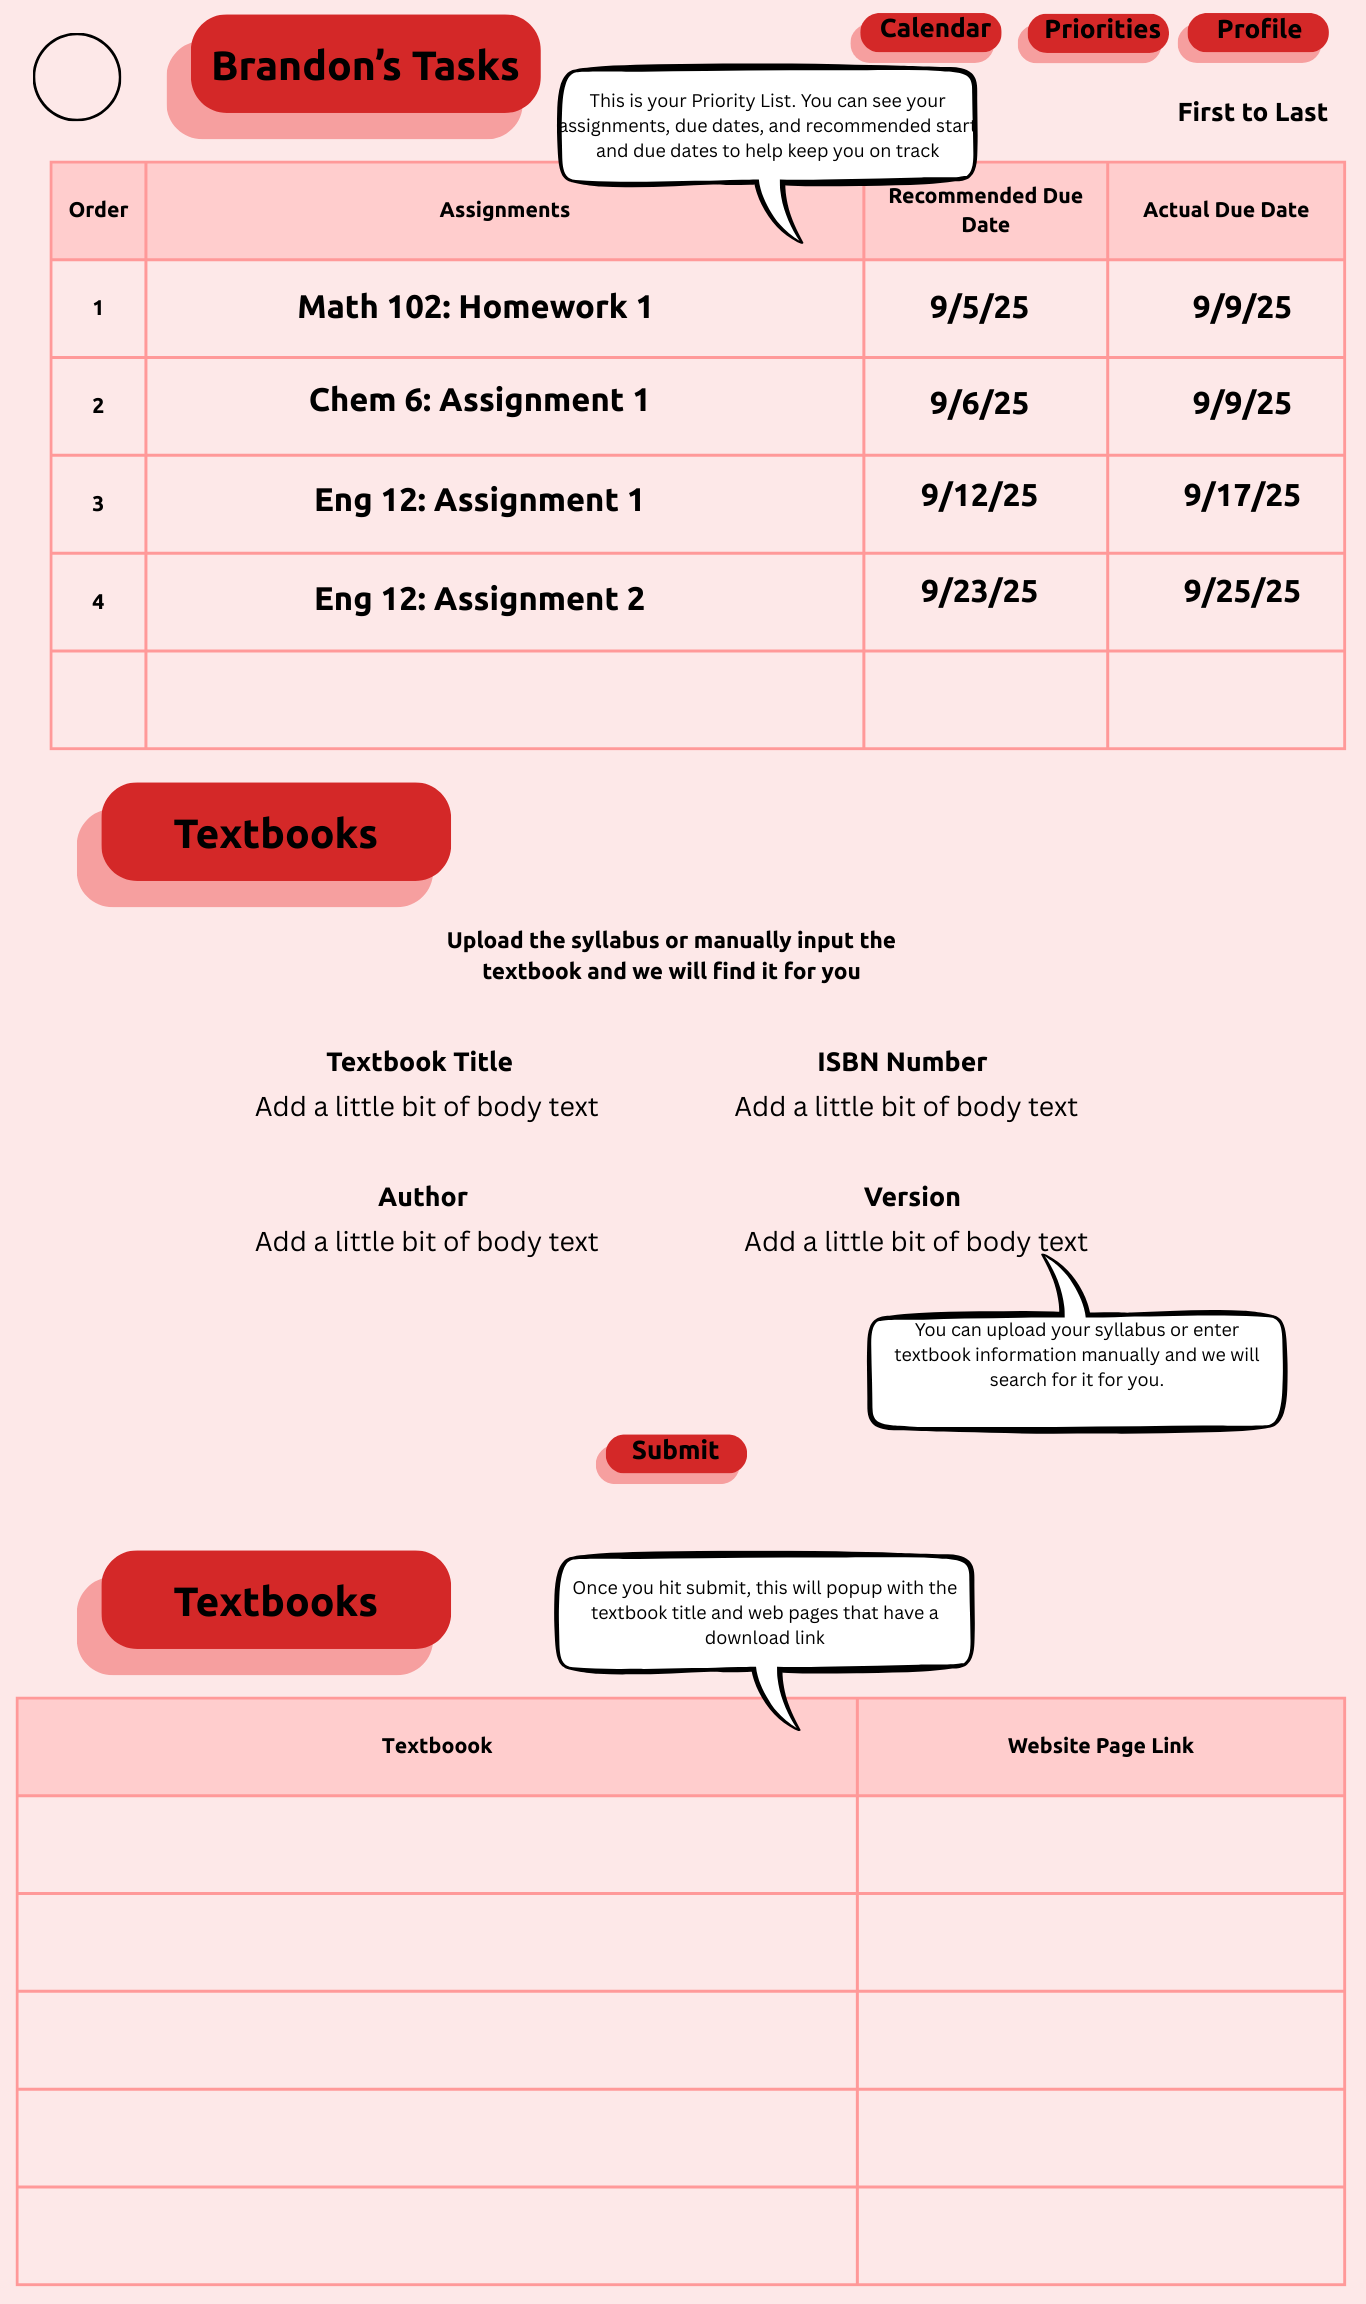 Brandon’s Tasks
Calendar
Priorities
Profile
This is your Priority List. You can see your
assignments, due dates, and recommended start
and due dates to help keep you on track
First to Last
Order
Assignments
Recommended Due
Date
Actual Due Date
1
Math 102: Homework 1
9/5/25
9/9/25
2
Chem 6: Assignment 1
9/6/25
9/9/25
3
Eng 12: Assignment 1
9/12/25
9/17/25
4
Eng 12: Assignment 2
9/23/25
9/25/25
Textbooks
Upload the syllabus or manually input the
textbook and we will find it for you
Textbook Title
Add a little bit of body text
ISBN Number
Add a little bit of body text
Author
Add a little bit of body text
Version
Add a little bit of body text
You can upload your syllabus or enter
textbook information manually and we will
search for it for you.
Submit
Textbooks
Once you hit submit, this will popup with the
textbook title and web pages that have a
download link
Textboook
Website Page Link